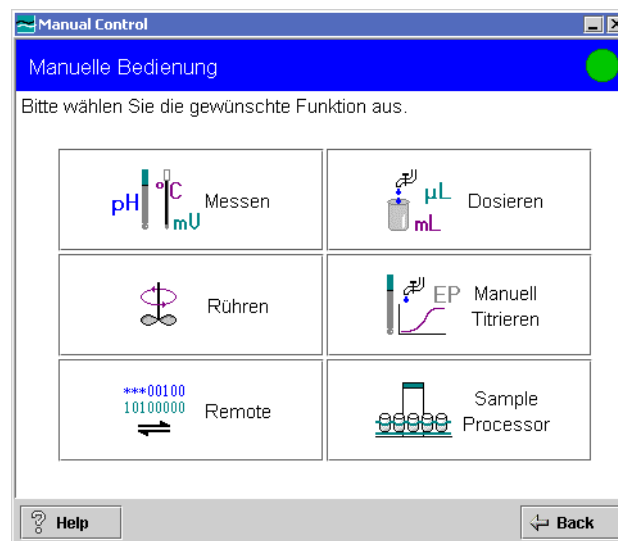 Manual Control
Manuelle Bedienung
Bitte wählen Sie die gewünschte Funktion aus.
pH °C mV Messen
µL mL Dosieren
Rühren
EP Manuell Titrieren
***00100
10100000
Remote
Sample
Processor
? Help
Back